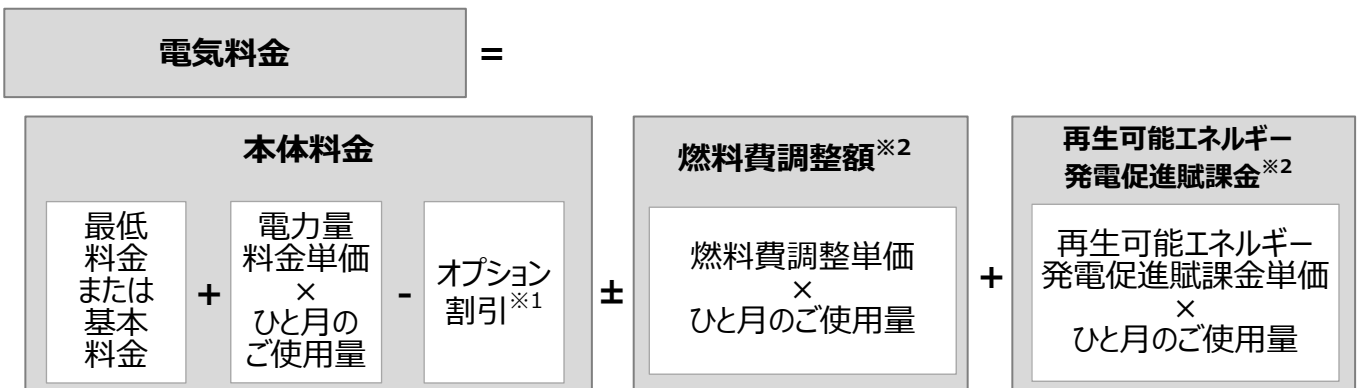 電気料金
=
本体料金
最低
料金
または
基本
料金
+
電力量
料金単価
×
ひと月の
ご使用量
-
オプション
割引※1
±
燃料費調整額※2
燃料費調整単価
×
ひと月のご使用量
+
再生可能エネルギー
発電促進賦課金※2
再生可能エネルギー
発電促進賦課金単価
×
ひと月のご使用量